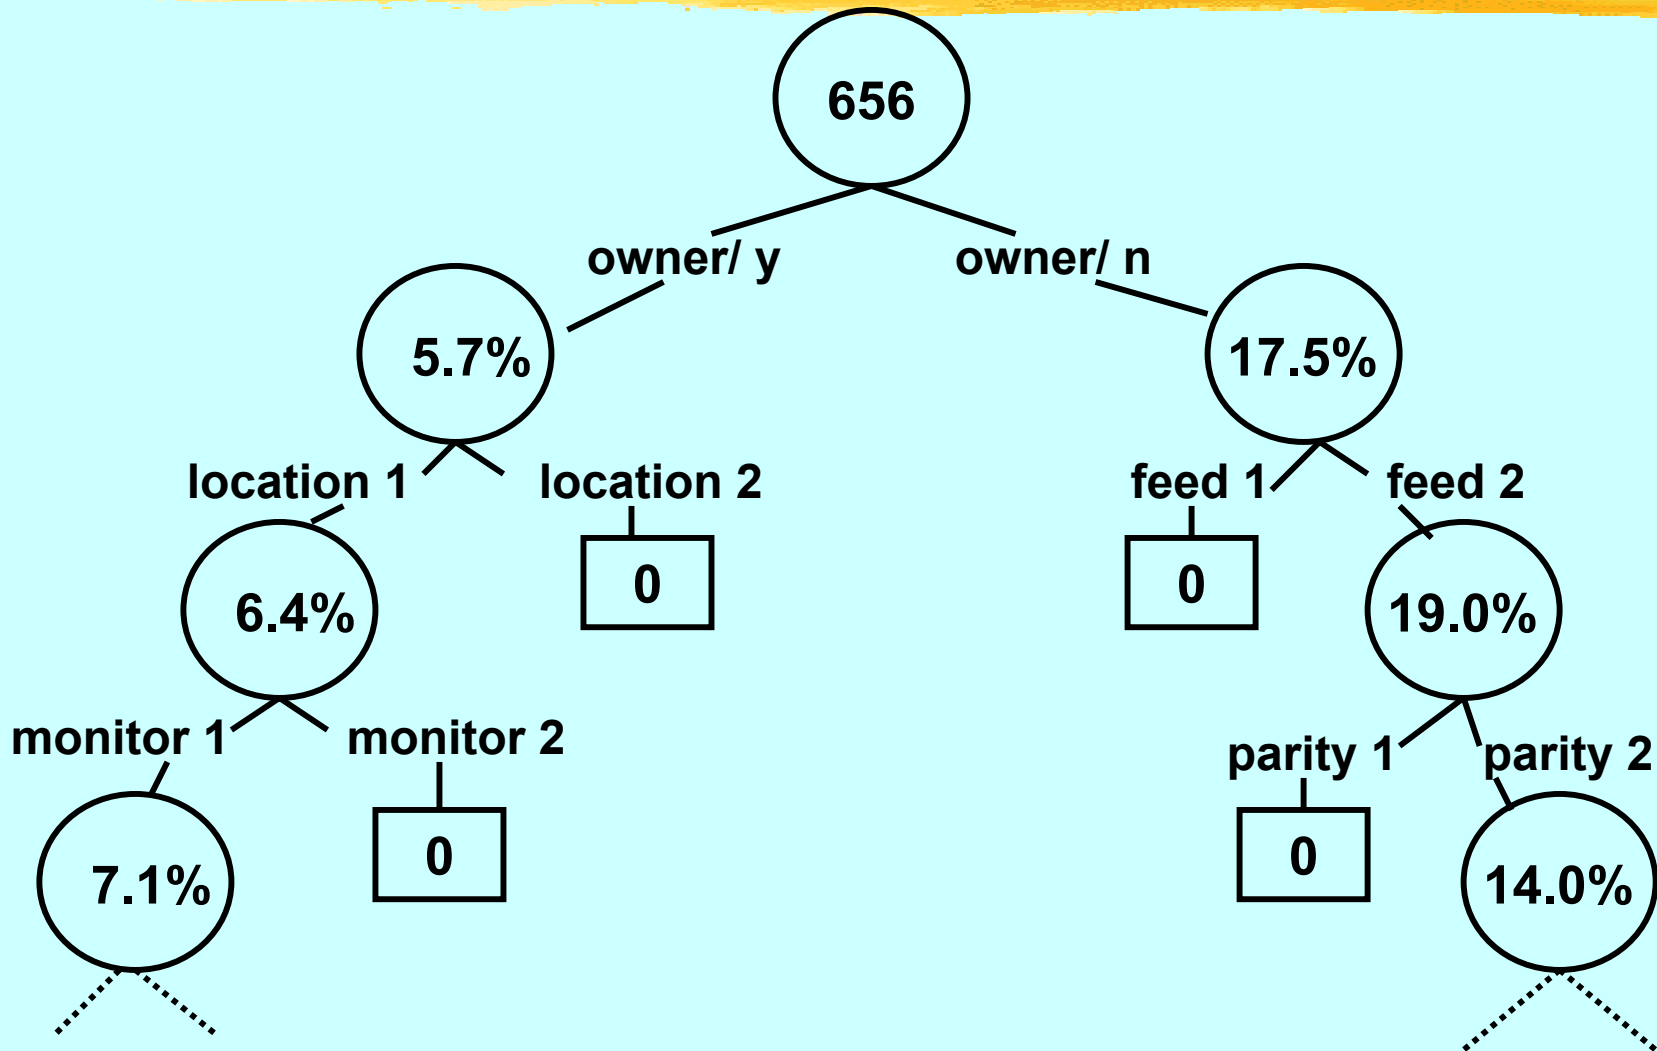 656
owner/ y owner/ n
5.7% 17.5%
location 1 location 2 feed 1 feed 2
6.4% 0 0 19.0%
monitor 1 monitor 2 parity 1 parity 2
7.1% 0 0 14.0%